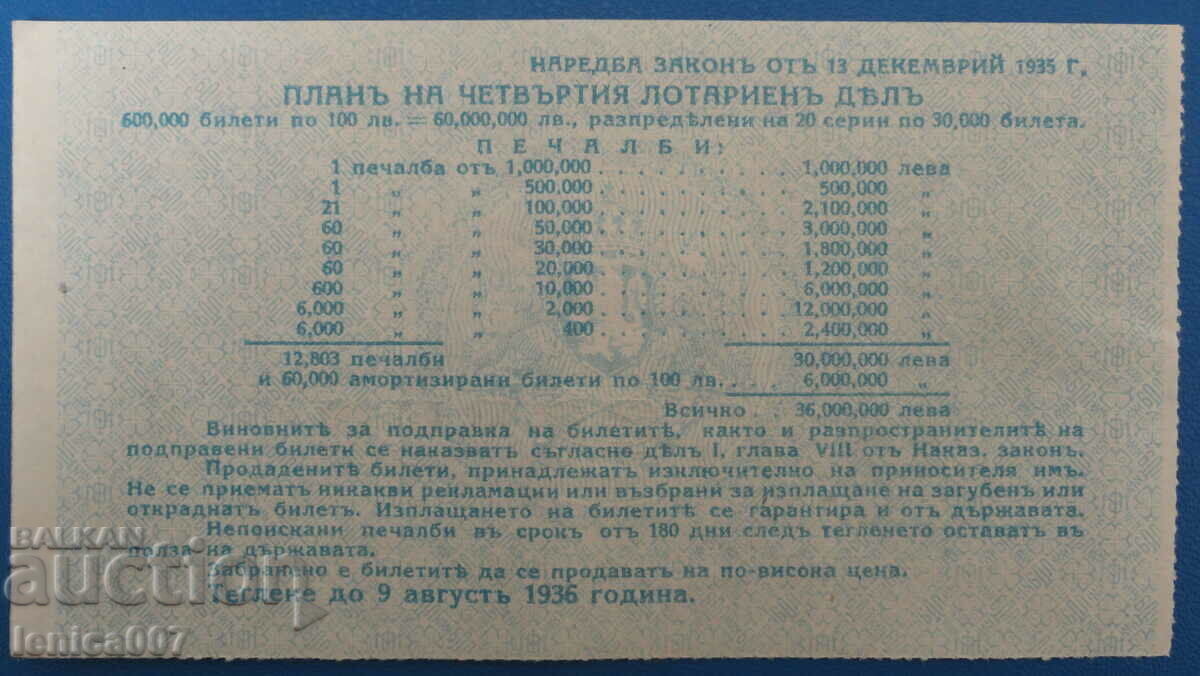 НАРЕДБА ЗАКОНЪ ОТЪ 13 ДЕКЕМВРИЙ 1935 Г.
ПЛАНЪ НА ЧЕТВЪРТИЯ ЛОТАРИЕНЪ ДѢЛЪ
600,000 билети по 100 лв. = 60,000,000 лв., разпредѣлени на 20 серии по 30,000 билета.
ПЕЧАЛБИ:
1 печалба отъ 1,000,000 . . . . . . . . . . 1,000,000 лева
1 „ „ 500,000 . . . . . . . . . . 500,000 „
21 „ „ 100,000 . . . . . . . . . . 2,100,000 „
60 „ „ 50,000 . . . . . . . . . . 3,000,000 „
60 „ „ 30,000 . . . . . . . . . . 1,800,000 „
60 „ „ 20,000 . . . . . . . . . . 1,200,000 „
600 „ „ 10,000 . . . . . . . . . . 6,000,000 „
6,000 „ „ 2,000 . . . . . . . . . . 12,000,000 „
6,000 „ „ 400 . . . . . . . . . . 2,400,000 „
12,803 печалби 30,000,000 лева
и 60,000 амортизирани билети по 100 лв. . . . 6,000,000 „
Всичко . . 36,000,000 лева
Виновнитѣ за подправка на билетитѣ, както и разпространителитѣ на
подправени билети се наказватъ съгласно дѣлъ I, глава VIII отъ Наказ. законъ.
Продаденитѣ билети, принадлежатъ изключително на приносителя имъ.
Не се приематъ никакви рекламации или възбрани за изплащане на загубенъ или
откраднатъ билетъ. Изплащането на билетитѣ се гарантира и отъ държавата.
Непоискани печалби въ срокъ отъ 180 дни следъ тегленето оставатъ въ
полза на държавата.
Забранено е билетитѣ да се продаватъ на по-висока цена.
Теглене до 9 августъ 1936 година.
BALKAN
auction
lenica007